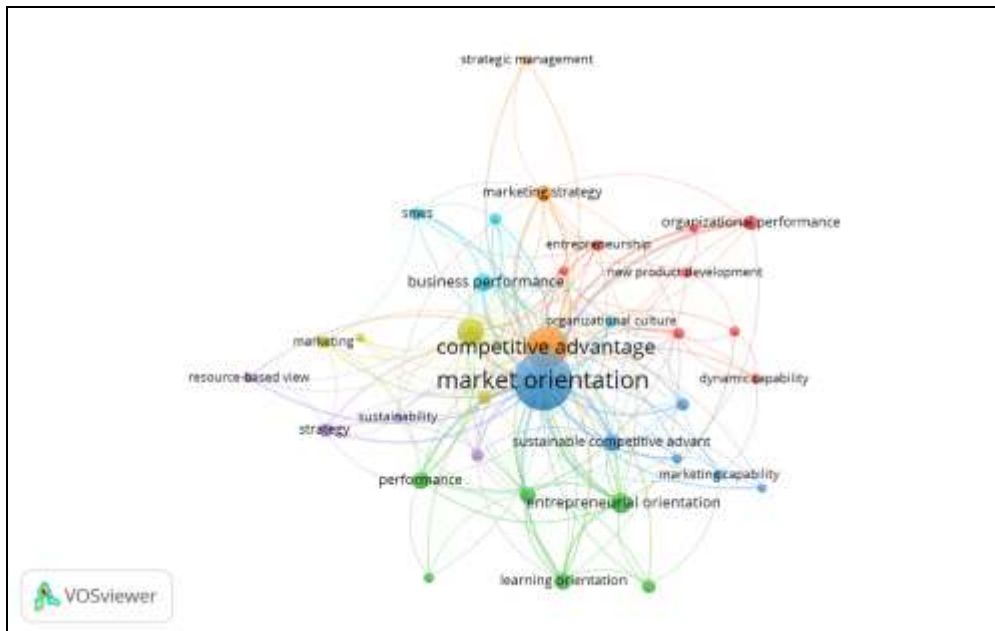 strategic management
marketing strategy
smes
organizational performance
entrepreneurship
new product development
business performance
organizational culture
marketing
competitive advantage
resource-based view
market orientation
dynamic capability
sustainability
strategy
sustainable competitive advant
performance
marketing capability
entrepreneurial orientation
learning orientation
VOSviewer